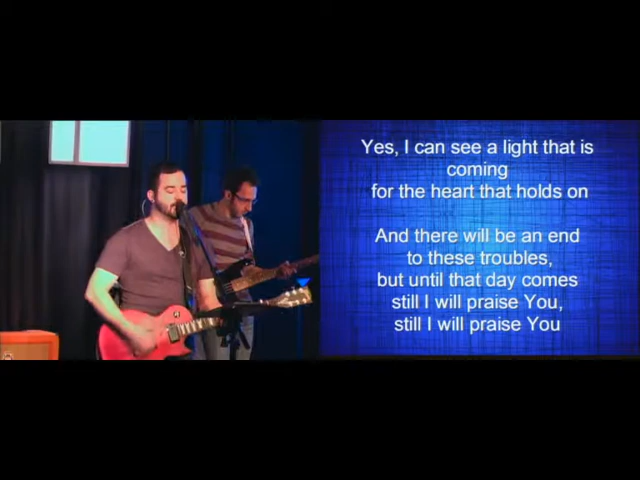 Yes, I can see a light that is
coming
for the heart that holds on
And there will be an end
to these troubles,
but until that day comes
still I will praise You,
still I will praise You